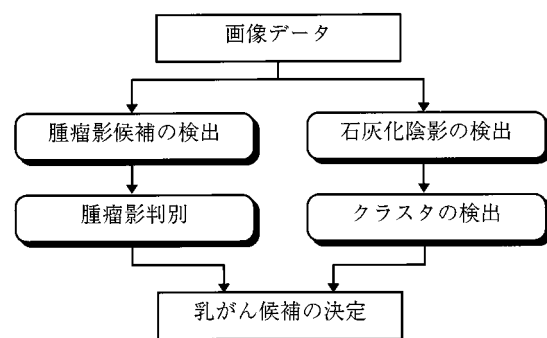 画像データ
腫瘤影候補の検出
石灰化陰影の検出
腫瘤影判別
クラスタの検出
乳がん候補の決定